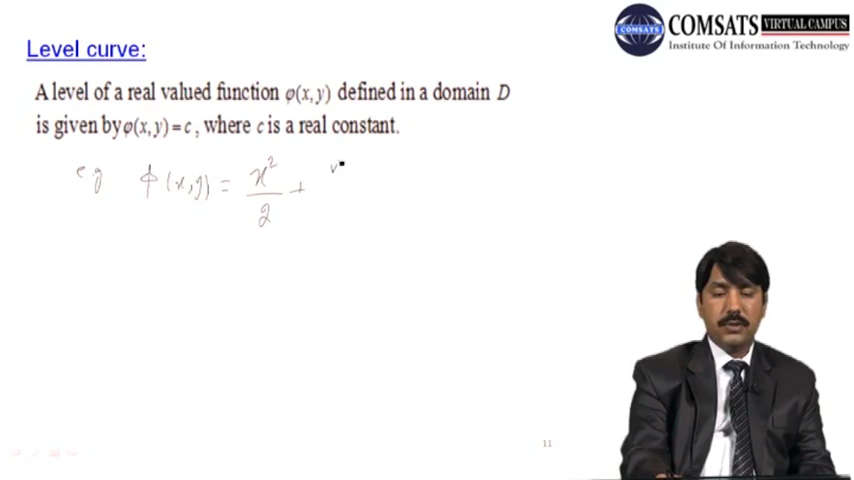 COMSATS VIRTUAL CAMPUS
Institute Of Information Technology
Level curve:
A level of a real valued function φ(x, y) defined in a domain D
is given by φ(x, y) = c , where c is a real constant.
e g φ (x, y) = x² / 2 +
11